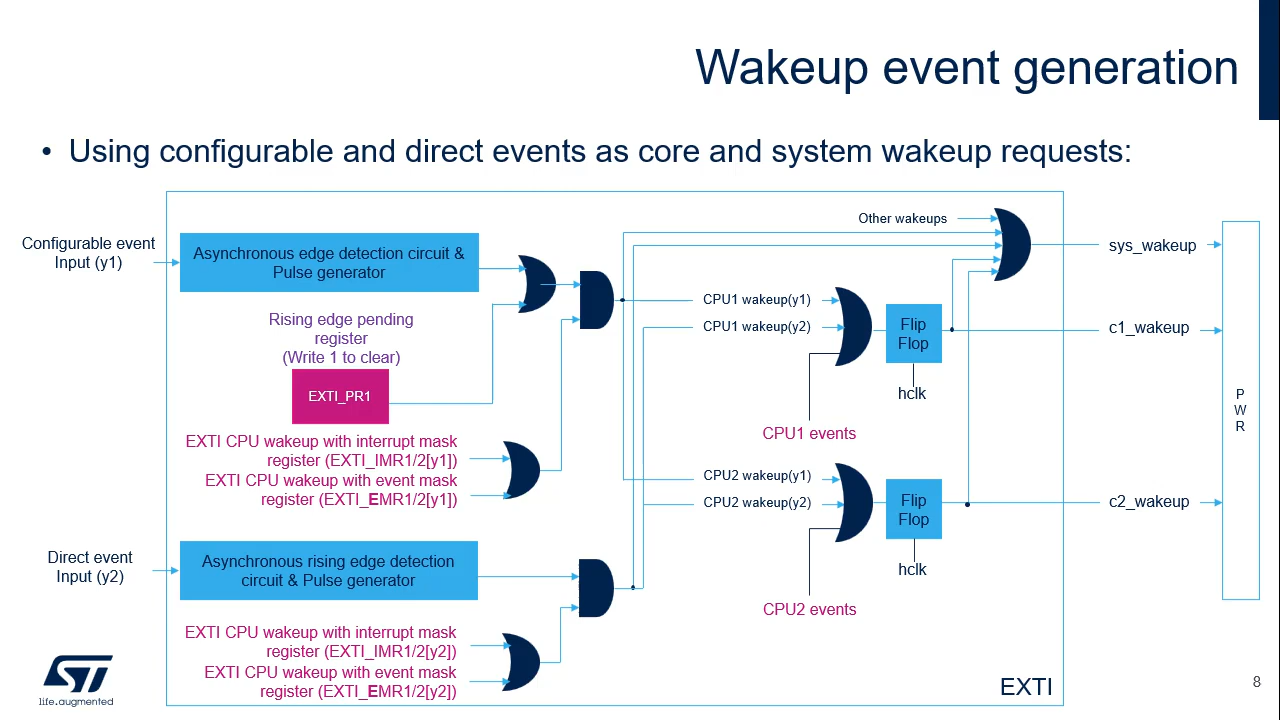 Wakeup event generation
• Using configurable and direct events as core and system wakeup requests:
Other wakeups
Configurable event
Input (y1)
Asynchronous edge detection circuit &
Pulse generator
sys_wakeup
CPU1 wakeup(y1)
CPU1 wakeup(y2)
Rising edge pending
register
(Write 1 to clear)
Flip
Flop
c1_wakeup
hclk
EXTI_PR1
P
W
R
CPU1 events
EXTI CPU wakeup with interrupt mask
register (EXTI_IMR1/2[y1])
EXTI CPU wakeup with event mask
register (EXTI_EMR1/2[y1])
CPU2 wakeup(y1)
CPU2 wakeup(y2)
Flip
Flop
c2_wakeup
hclk
Direct event
Input (y2)
Asynchronous rising edge detection
circuit & Pulse generator
CPU2 events
EXTI CPU wakeup with interrupt mask
register (EXTI_IMR1/2[y2])
EXTI CPU wakeup with event mask
register (EXTI_EMR1/2[y2])
EXTI
ST
life.augmented
8